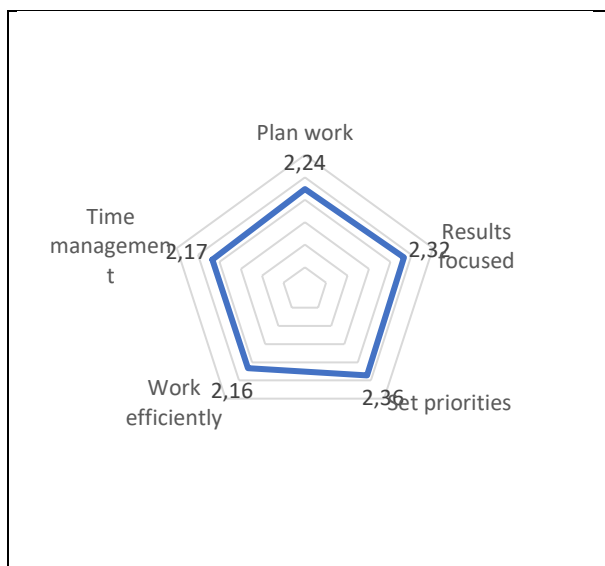 Plan work
2,24
Results
focused
2,32
Set priorities
2,36
Work
efficiently
2,16
Time
managemen
t
2,17